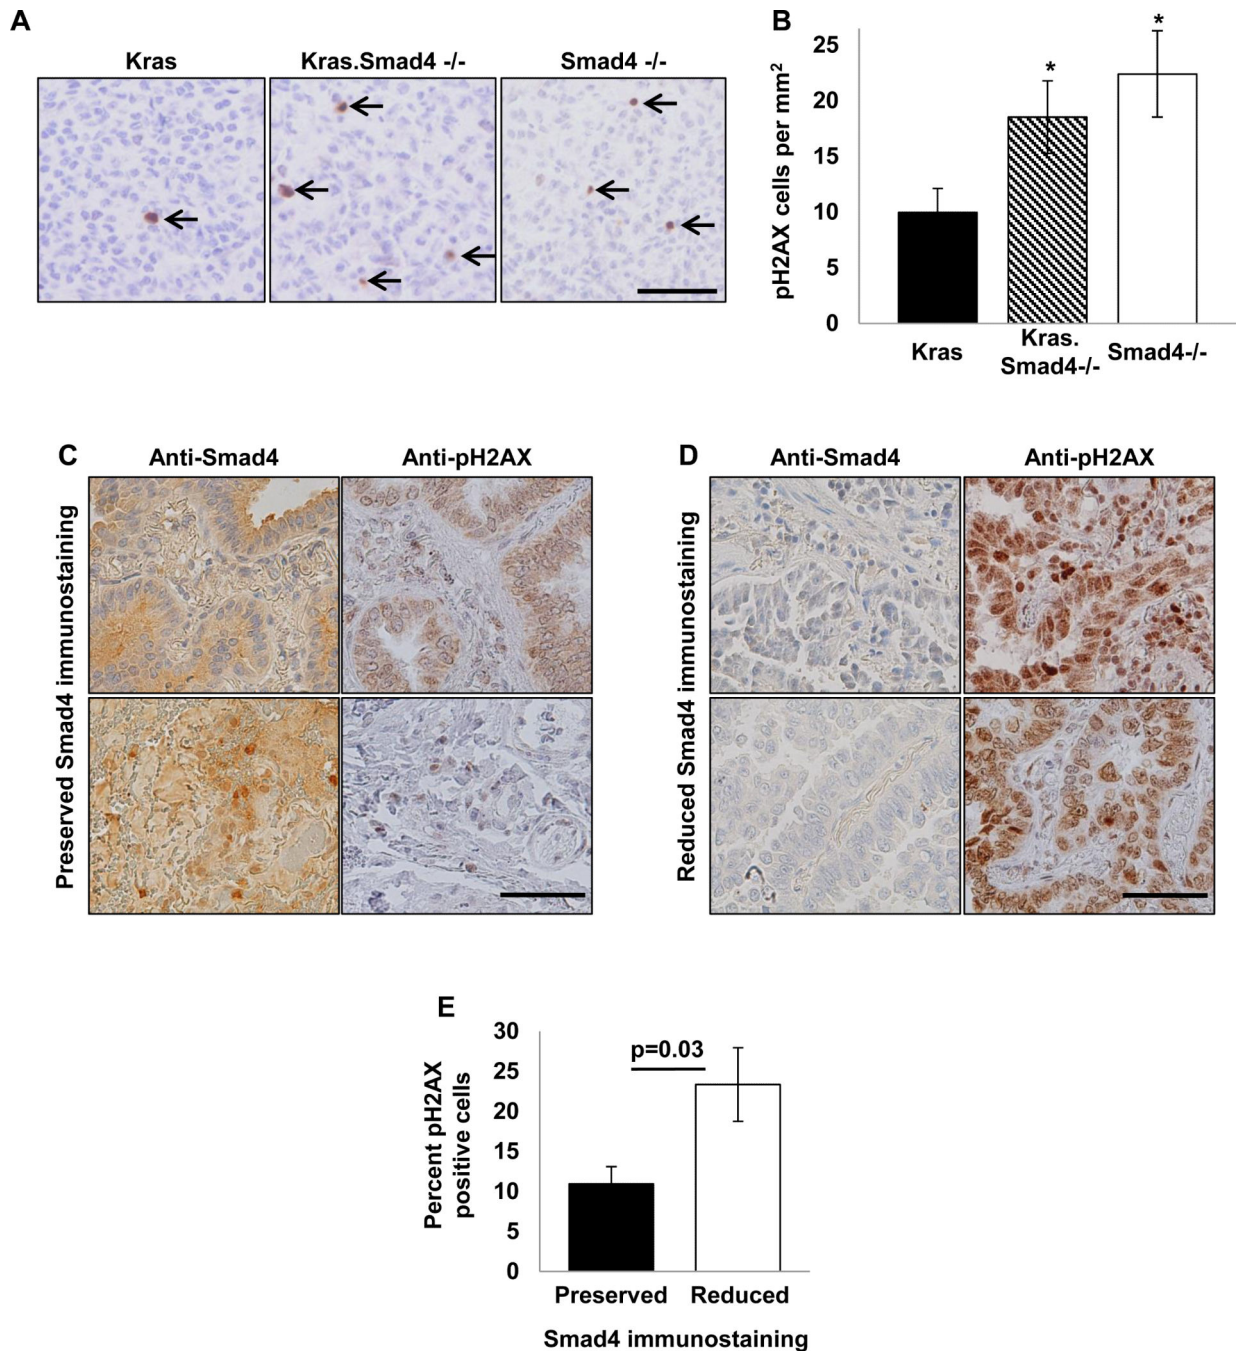 A
Kras
Kras.Smad4 -/-
Smad4 -/-
B
pH2AX cells per mm²
25
20
15
10
5
0
*
*
Kras
Kras.
Smad4-/-
Smad4-/-
C
Anti-Smad4
Anti-pH2AX
Preserved Smad4 immunostaining
D
Anti-Smad4
Anti-pH2AX
Reduced Smad4 immunostaining
E
Percent pH2AX
positive cells
30
25
20
15
10
5
0
p=0.03
Preserved
Reduced
Smad4 immunostaining